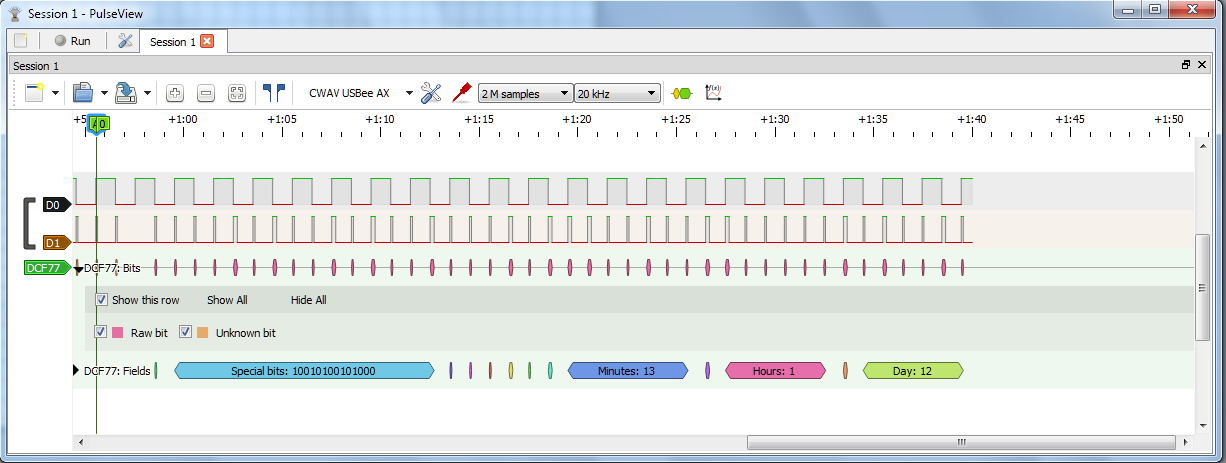 Session 1 - PulseView
Run
Session 1
Session 1
CWAV USBee AX
2 M samples
20 kHz
f(x)
+1:00
+1:05
+1:10
+1:15
+1:20
+1:25
+1:30
+1:35
+1:40
+1:45
+1:50
0
D0
D1
DCF77
DCF77: Bits
Show this row
Show All
Hide All
Raw bit
Unknown bit
DCF77: Fields
Special bits: 10010100101000
Minutes: 13
Hours: 1
Day: 12